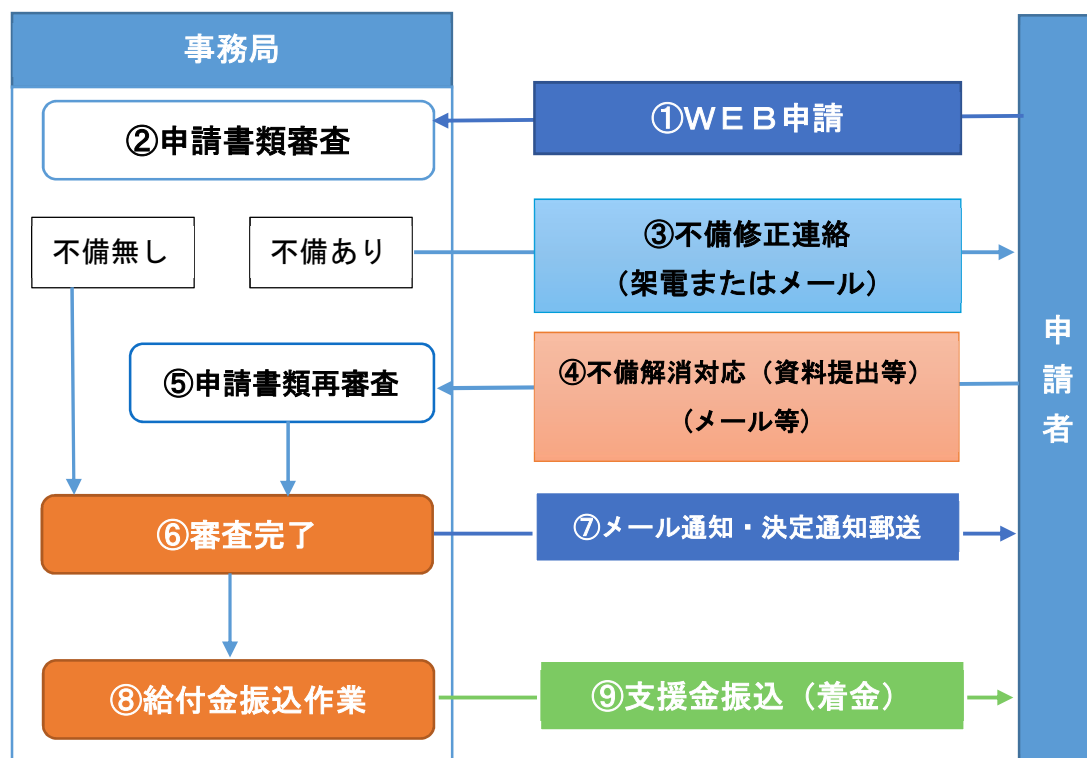 事務局
①ＷＥＢ申請
②申請書類審査
不備無し
不備あり
③不備修正連絡
（架電またはメール）
④不備解消対応（資料提出等）
（メール等）
⑤申請書類再審査
⑥審査完了
⑦メール通知・決定通知郵送
⑧給付金振込作業
⑨支援金振込（着金）
申請者